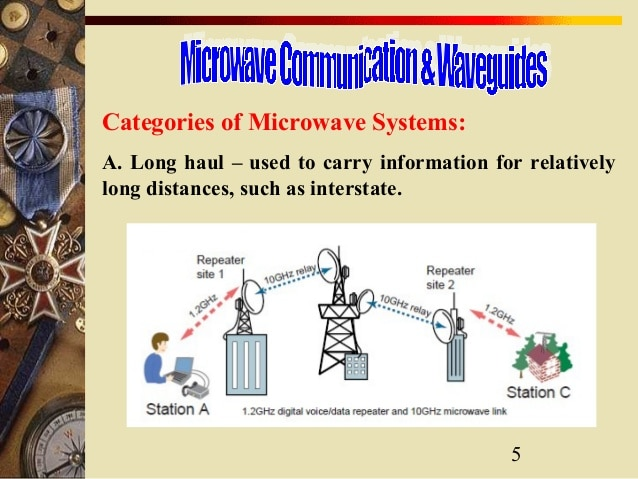 Microwave Communication & Waveguides
Categories of Microwave Systems:
A. Long haul – used to carry information for relatively
long distances, such as interstate.
Repeater
site 1
10GHz relay
1.2GHz
Repeater
site 2
10GHz relay
1.2GHz
Station A
Station C
1.2GHz digital voice/data repeater and 10GHz microwave link
5